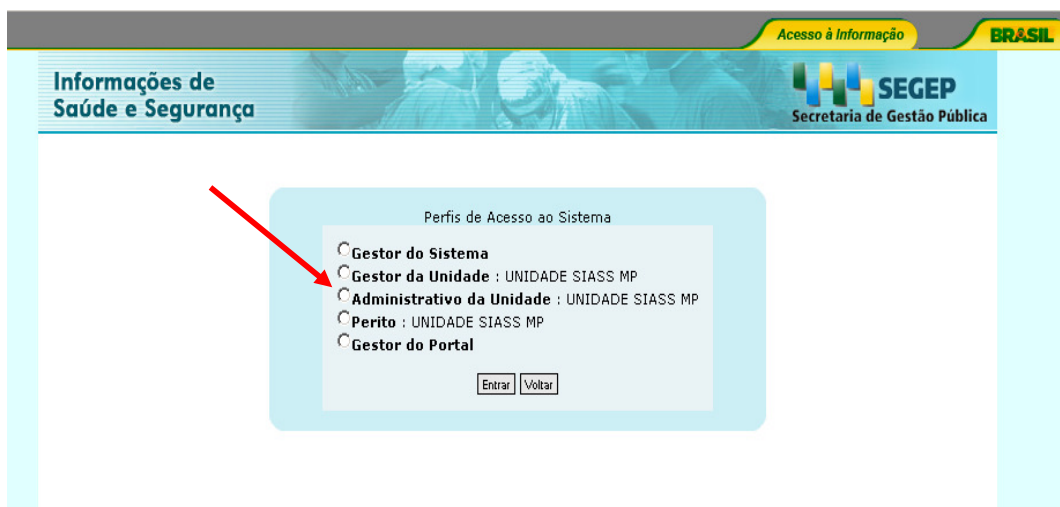 Acesso à Informação
BRASIL
Informações de
Saúde e Segurança
SEGEP
Secretaria de Gestão Pública
Perfis de Acesso ao Sistema
Gestor do Sistema
Gestor da Unidade : UNIDADE SIASS MP
Administrativo da Unidade : UNIDADE SIASS MP
Perito : UNIDADE SIASS MP
Gestor do Portal
Entrar Voltar